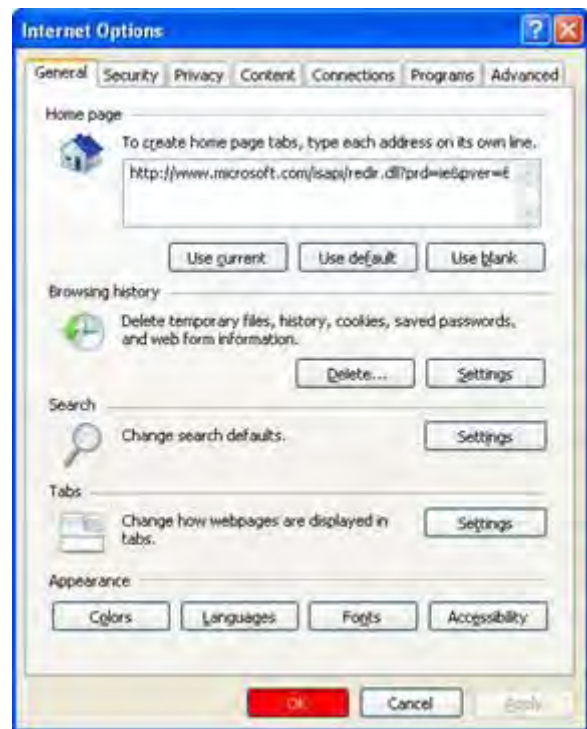 Internet Options
General Security Privacy Content Connections Programs Advanced
Home page
To create home page tabs, type each address on its own line.
http://www.microsoft.com/isapi/redir.dll?prd=ie&pver=6
Use current Use default Use blank
Browsing history
Delete temporary files, history, cookies, saved passwords,
and web form information.
Delete... Settings
Search
Change search defaults.
Settings
Tabs
Change how webpages are displayed in
tabs.
Settings
Appearance
Colors Languages Fonts Accessibility
OK Cancel Apply